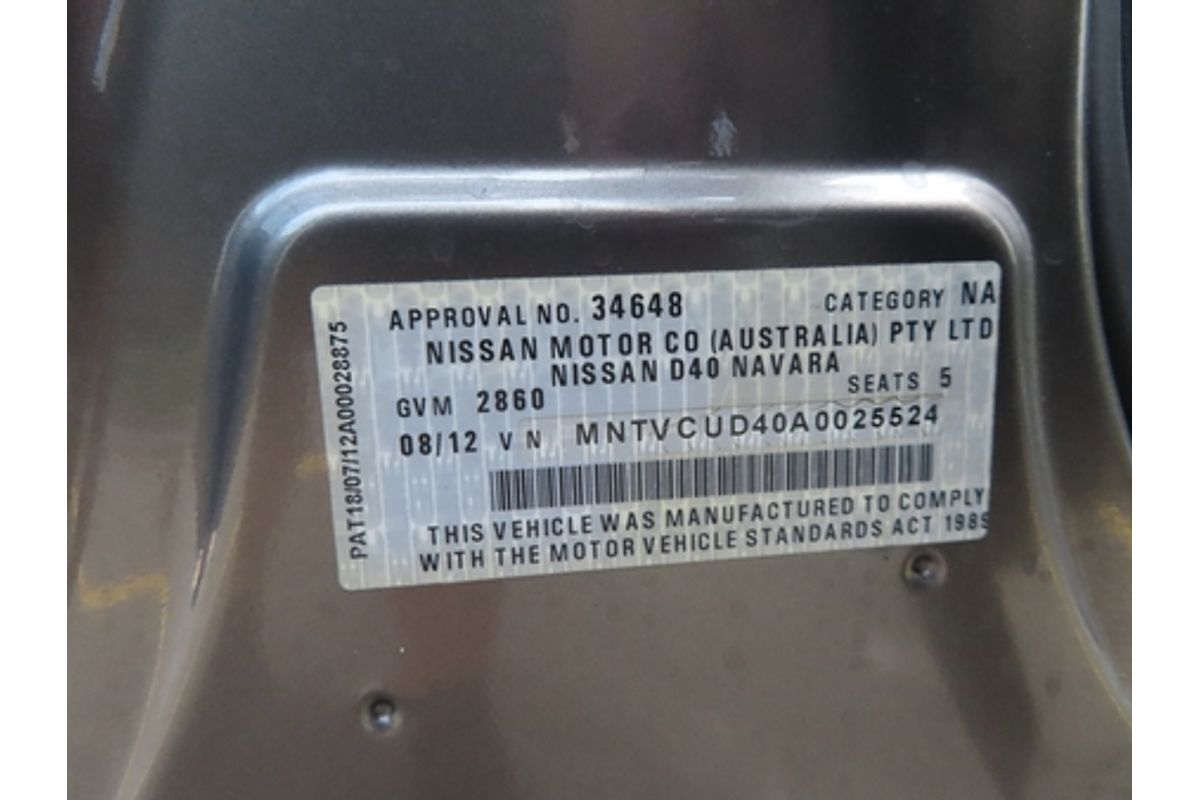 APPROVAL NO. 34648 CATEGORY NA
NISSAN MOTOR CO (AUSTRALIA) PTY LTD
NISSAN D40 NAVARA
GVM 2860 SEATS 5
08/12 V N MNTVCUD40A0025524
THIS VEHICLE WAS MANUFACTURED TO COMPLY
WITH THE MOTOR VEHICLE STANDARDS ACT 1989
PAT18/07/12A00028875